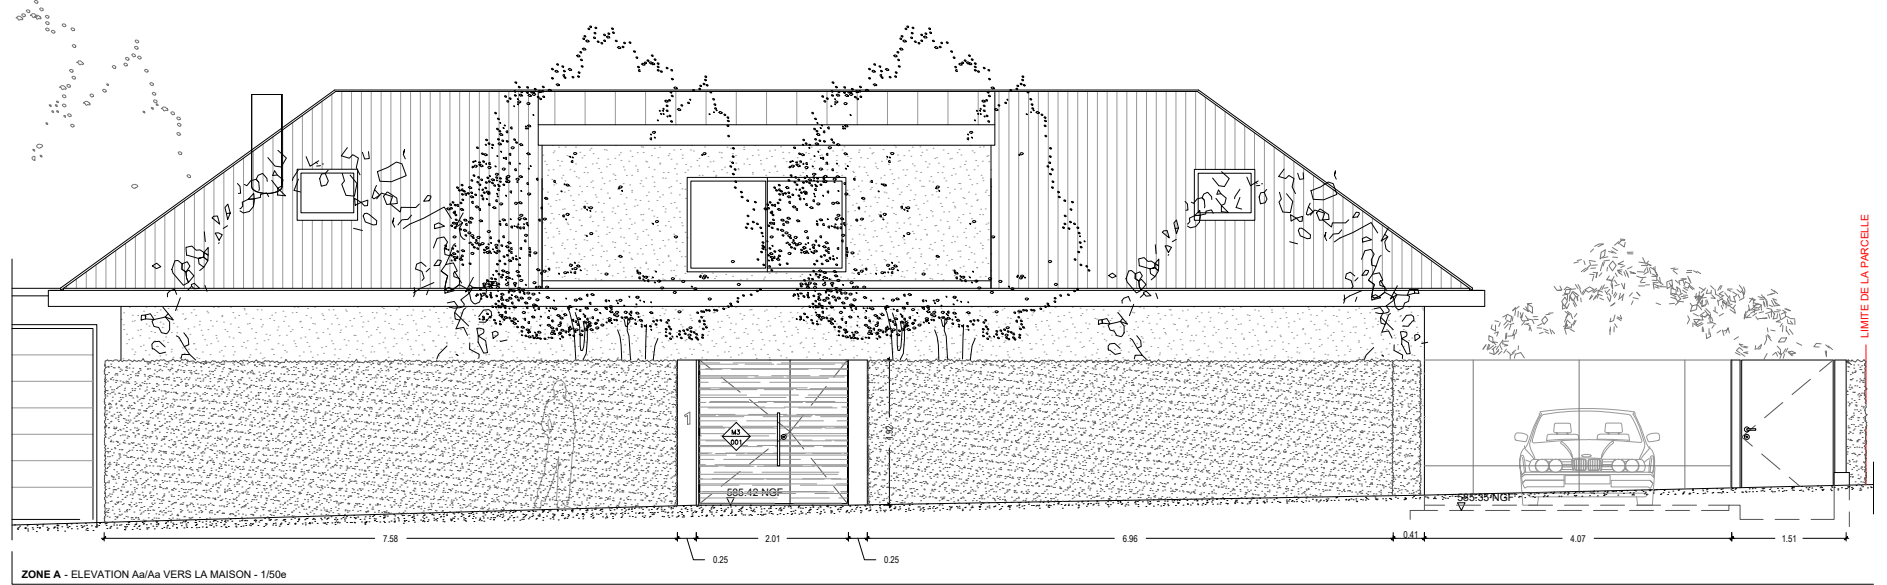 LIMITE DE LA PARCELLE
1
M3
001
1.92
585.42 NGF
585.35 NGF
7.58
2.01
6.96
0.41
4.07
1.51
0.25
0.25
ZONE A - ELEVATION Aa/Aa VERS LA MAISON - 1/50e